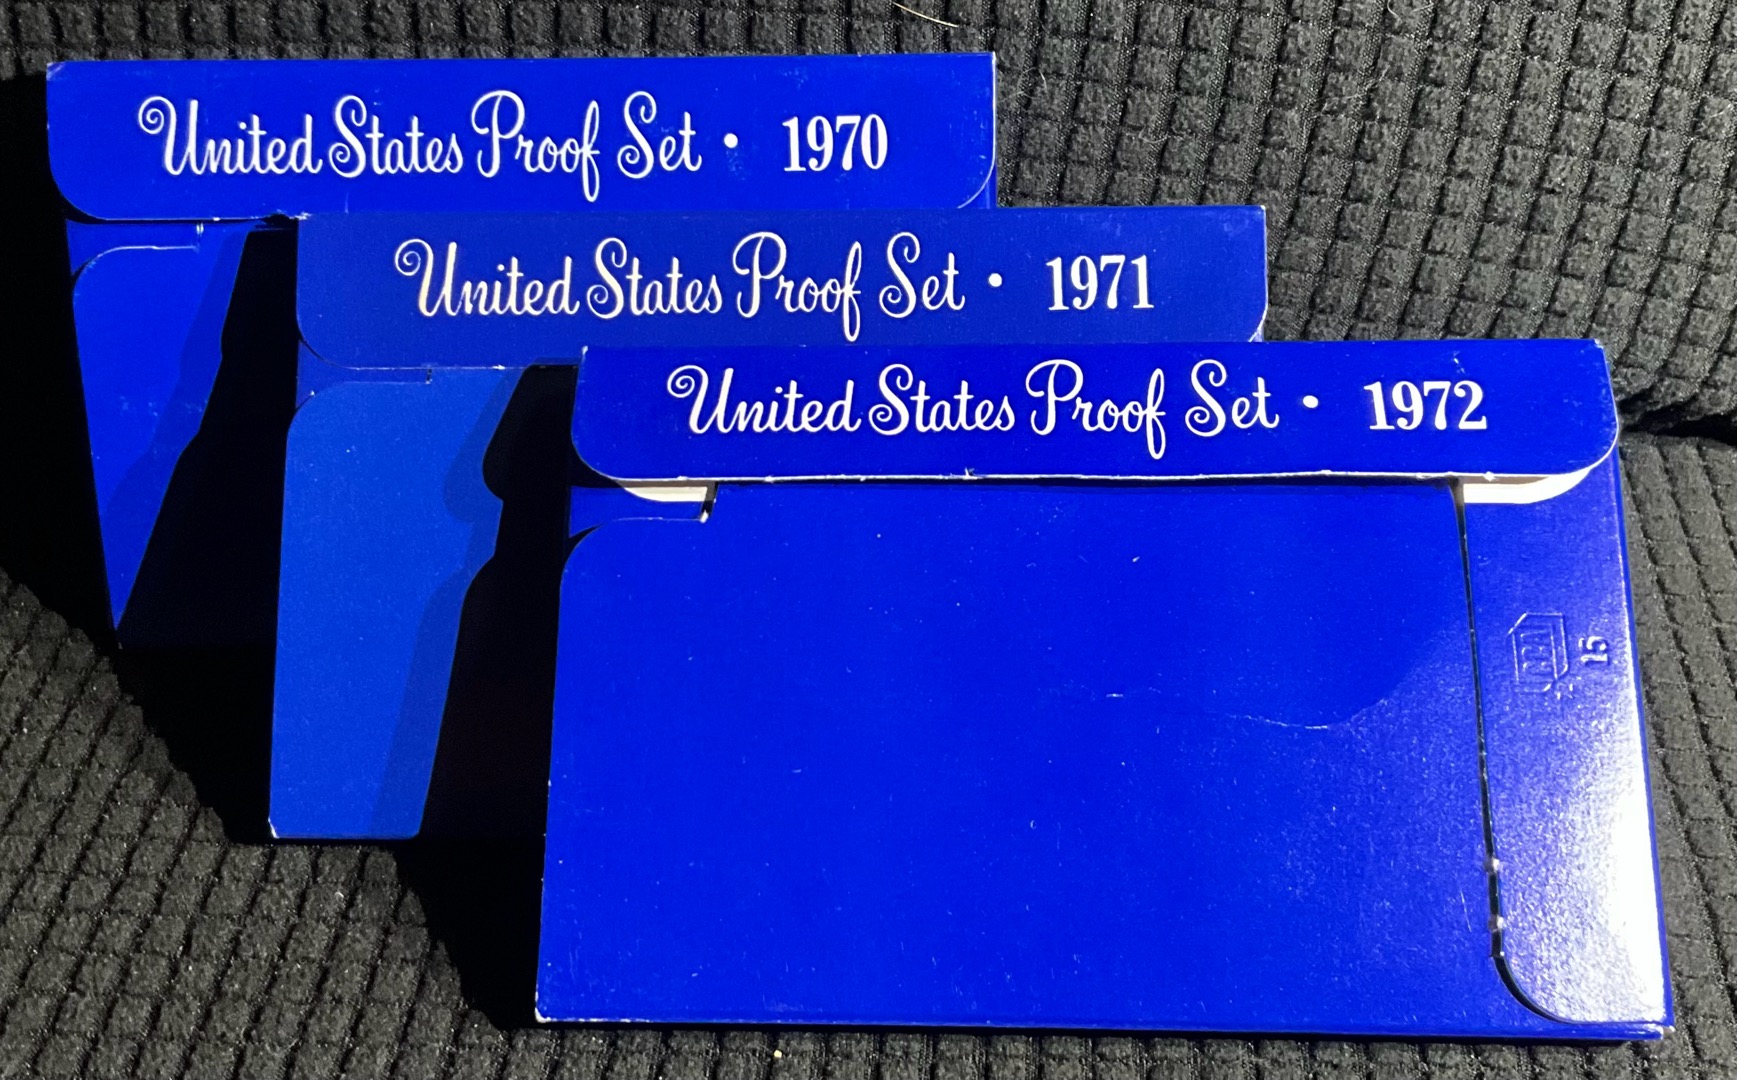 United States Proof Set • 1970
United States Proof Set • 1971
United States Proof Set • 1972
15